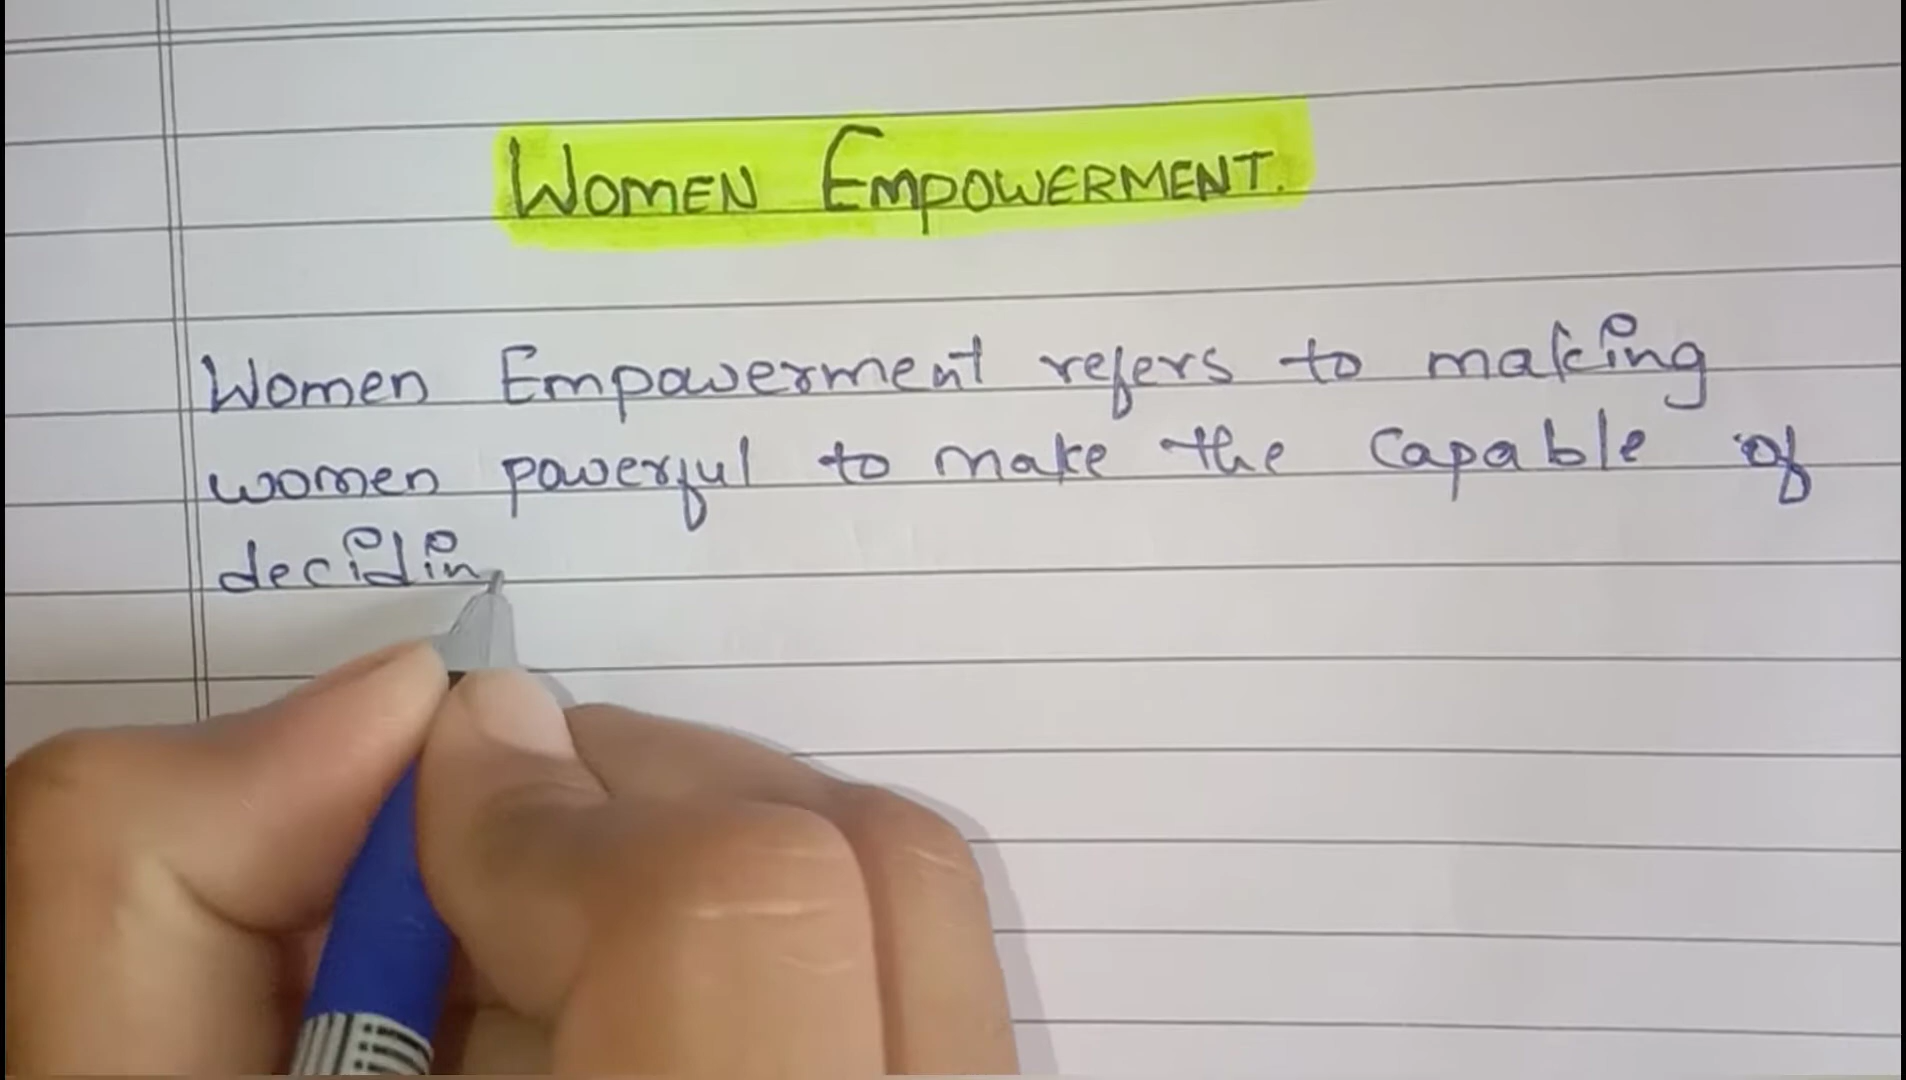 WOMEN EMPOWERMENT.
Women Empowerment refers to making
women powerful to make the capable of
decidin